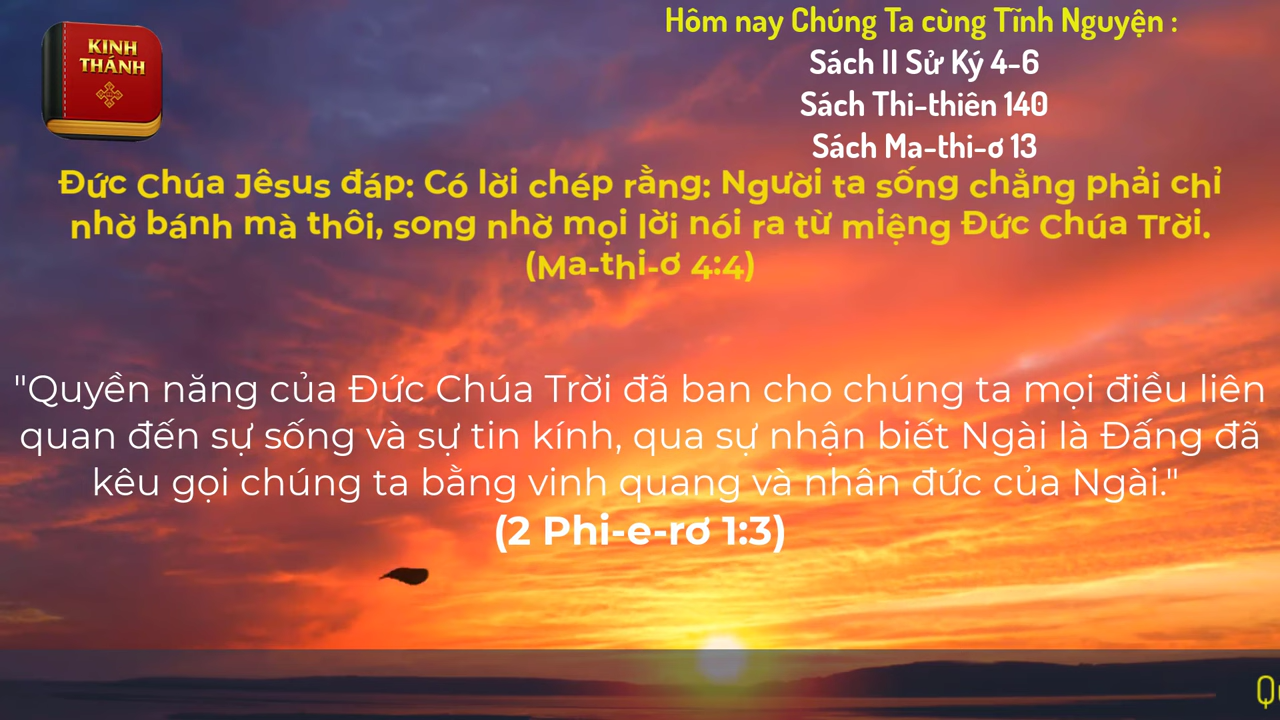 KINH
THÁNH
Hôm nay Chúng Ta cùng Tĩnh Nguyện :
Sách II Sử Ký 4-6
Sách Thi-thiên 140
Sách Ma-thi-ơ 13
Đức Chúa Jêsus đáp: Có lời chép rằng: Người ta sống chẳng phải chỉ
nhờ bánh mà thôi, song nhờ mọi lời nói ra từ miệng Đức Chúa Trời.
(Ma-thi-ơ 4:4)
"Quyền năng của Đức Chúa Trời đã ban cho chúng ta mọi điều liên
quan đến sự sống và sự tin kính, qua sự nhận biết Ngài là Đấng đã
kêu gọi chúng ta bằng vinh quang và nhân đức của Ngài."
(2 Phi-e-rơ 1:3)